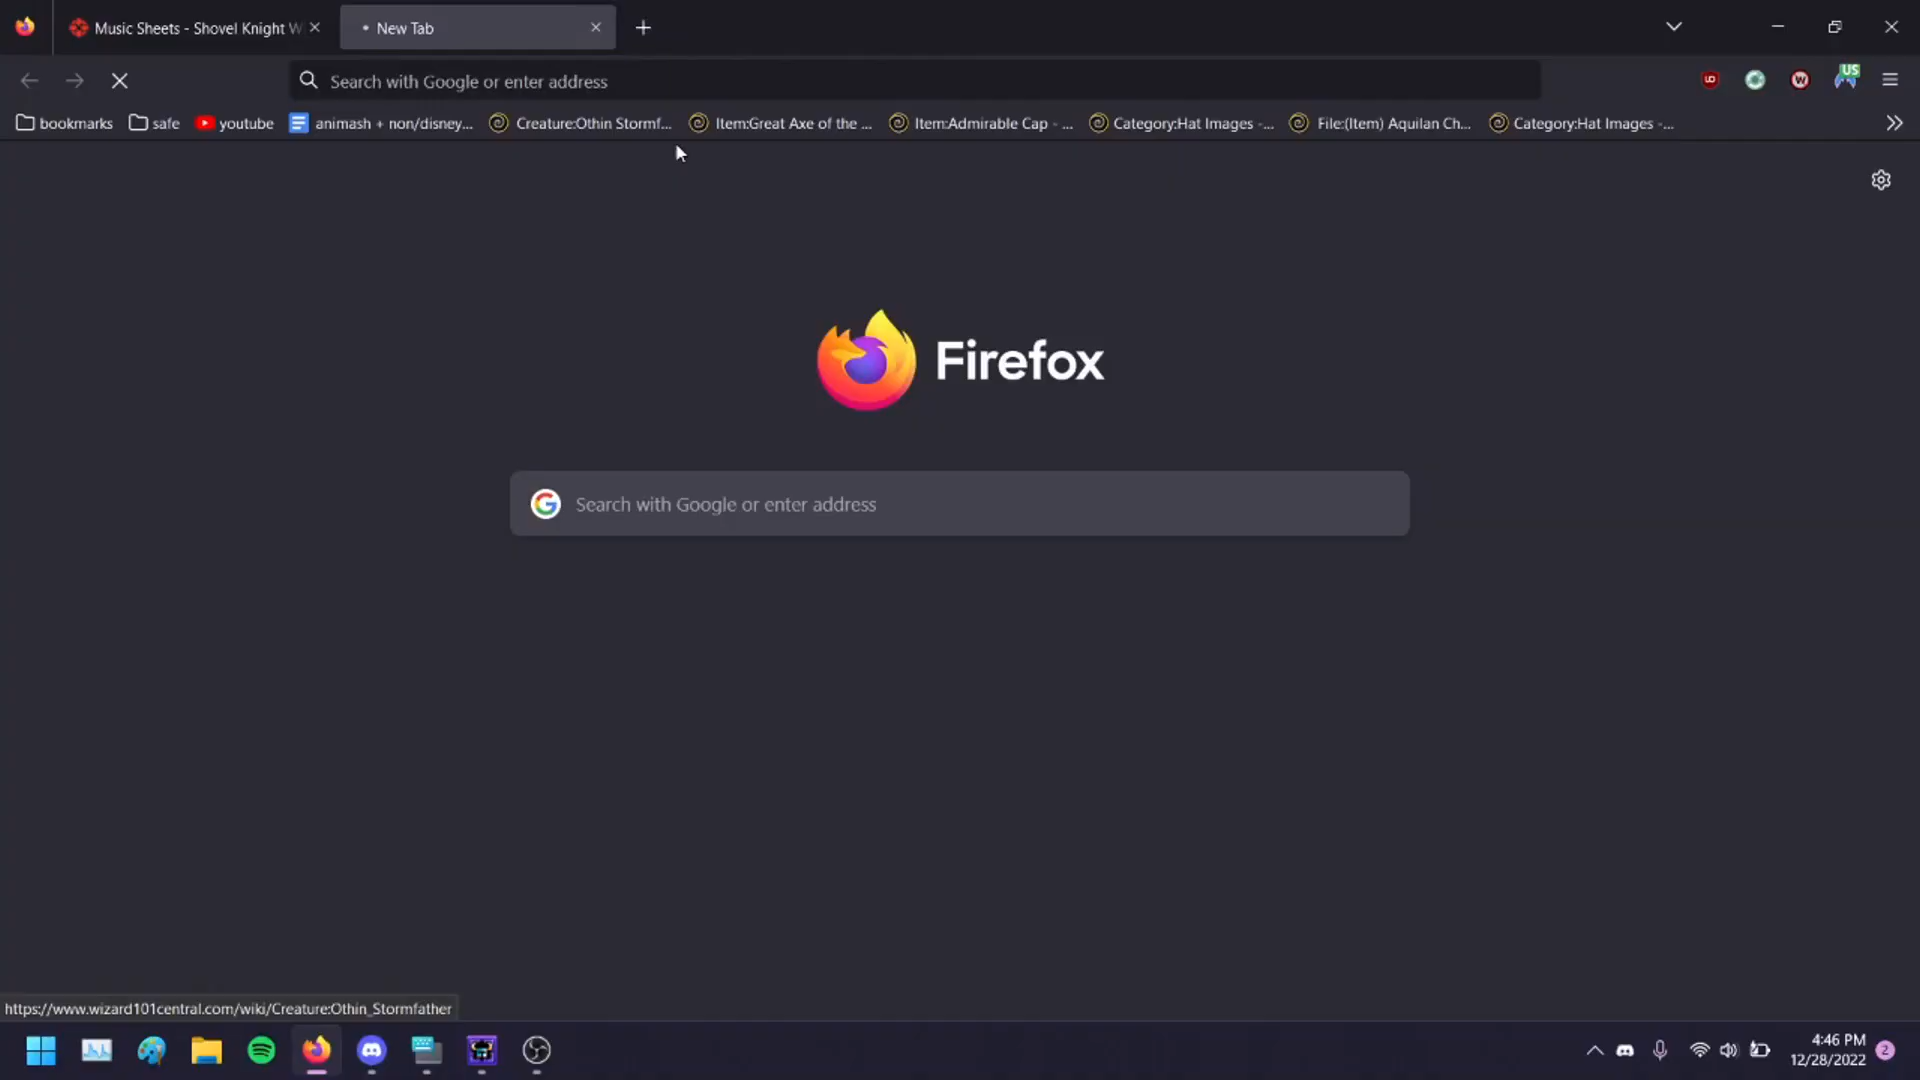 Music Sheets - Shovel Knight W
New Tab
Search with Google or enter address
US
bookmarks
safe
youtube
animash + non/disney...
Creature:Othin Stormf...
Item:Great Axe of the ...
Item:Admirable Cap - ...
Category:Hat Images -...
File:(Item) Aquilan Ch...
Category:Hat Images -...
Firefox
Search with Google or enter address
https://www.wizard101central.com/wiki/Creature:Othin_Stormfather
4:46 PM
12/28/2022
2